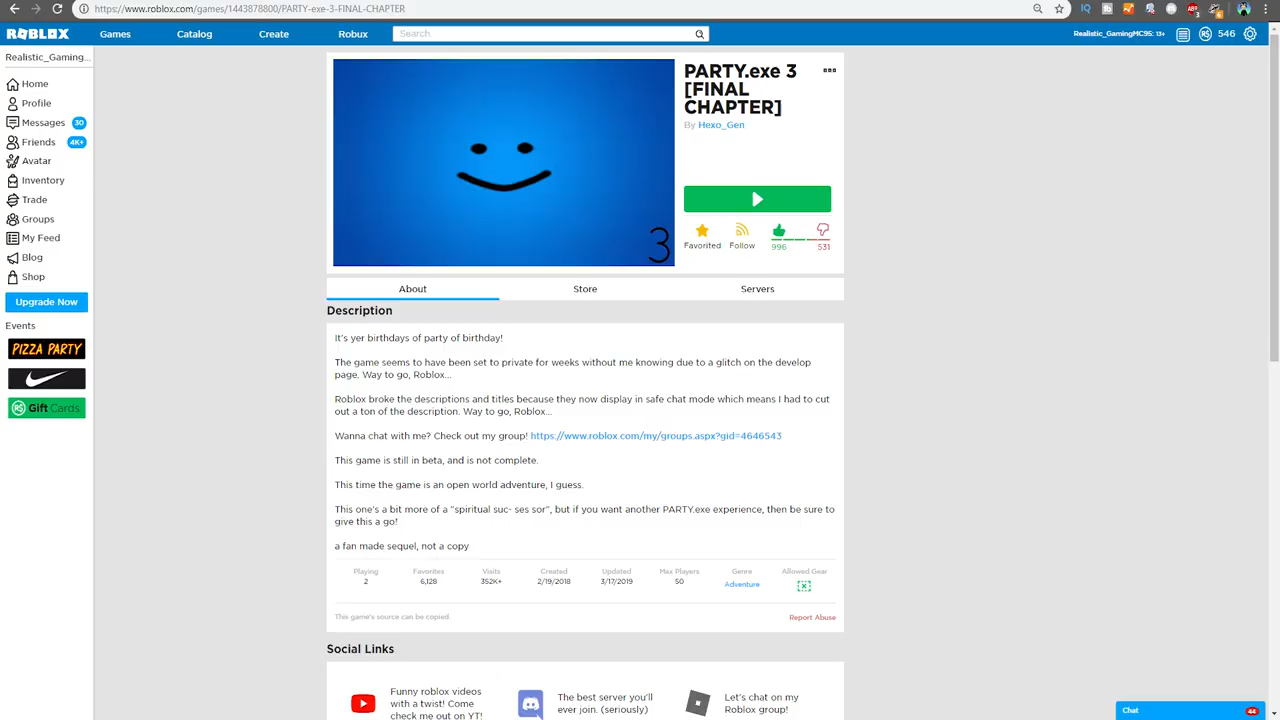 https://www.roblox.com/games/1443878800/PARTY-exe-3-FINAL-CHAPTER
ROBLOX
Games
Catalog
Create
Robux
Search
Realistic_GamingMC95: 13+
546
Realistic_Gaming...
Home
Profile
Messages 30
Friends 4K+
Avatar
Inventory
Trade
Groups
My Feed
Blog
Shop
Upgrade Now
Events
PIZZA PARTY
Gift Cards
3
PARTY.exe 3
[FINAL
CHAPTER]
By Hexo_Gen
Favorited
Follow
996
531
About
Store
Servers
Description
It's yer birthdays of party of birthday!
The game seems to have been set to private for weeks without me knowing due to a glitch on the develop
page. Way to go, Roblox...
Roblox broke the descriptions and titles because they now display in safe chat mode which means I had to cut
out a ton of the description. Way to go, Roblox...
Wanna chat with me? Check out my group! https://www.roblox.com/my/groups.aspx?gid=4646543
This game is still in beta, and is not complete.
This time the game is an open world adventure, I guess.
This one's a bit more of a "spiritual suc- ses sor", but if you want another PARTY.exe experience, then be sure to
give this a go!
a fan made sequel, not a copy
Playing
Favorites
Visits
Created
Updated
Max Players
Genre
Allowed Gear
2
6,128
352K+
2/19/2018
3/17/2019
50
Adventure
This game's source can be copied.
Report Abuse
Social Links
Funny roblox videos
with a twist! Come
check me out on YT!
The best server you'll
ever join. (seriously)
Let's chat on my
Roblox group!
Chat
44